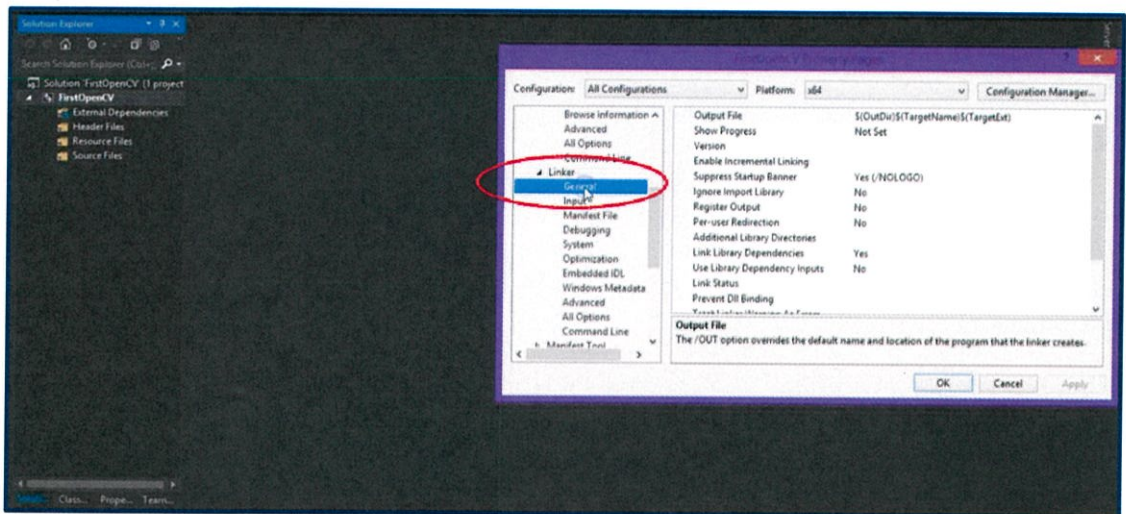 Solution Explorer
Search Solution Explorer (Ctrl+;)
Solution 'FirstOpenCV' (1 project
FirstOpenCV
External Dependencies
Header Files
Resource Files
Source Files
Class... Prope... Team...
Server
Configuration: All Configurations Platform: x64 Configuration Manager...
Browse Information
Advanced
All Options
Command Line
Linker
General
Input
Manifest File
Debugging
System
Optimization
Embedded IDL
Windows Metadata
Advanced
All Options
Command Line
Manifest Tool
Output File $(OutDir)$(TargetName)$(TargetExt)
Show Progress Not Set
Version
Enable Incremental Linking
Suppress Startup Banner Yes (/NOLOGO)
Ignore Import Library No
Register Output No
Per-user Redirection No
Additional Library Directories
Link Library Dependencies Yes
Use Library Dependency Inputs No
Link Status
Prevent Dll Binding
Treat Linker Warning As Errors
Output File
The /OUT option overrides the default name and location of the program that the linker creates.
OK Cancel Apply